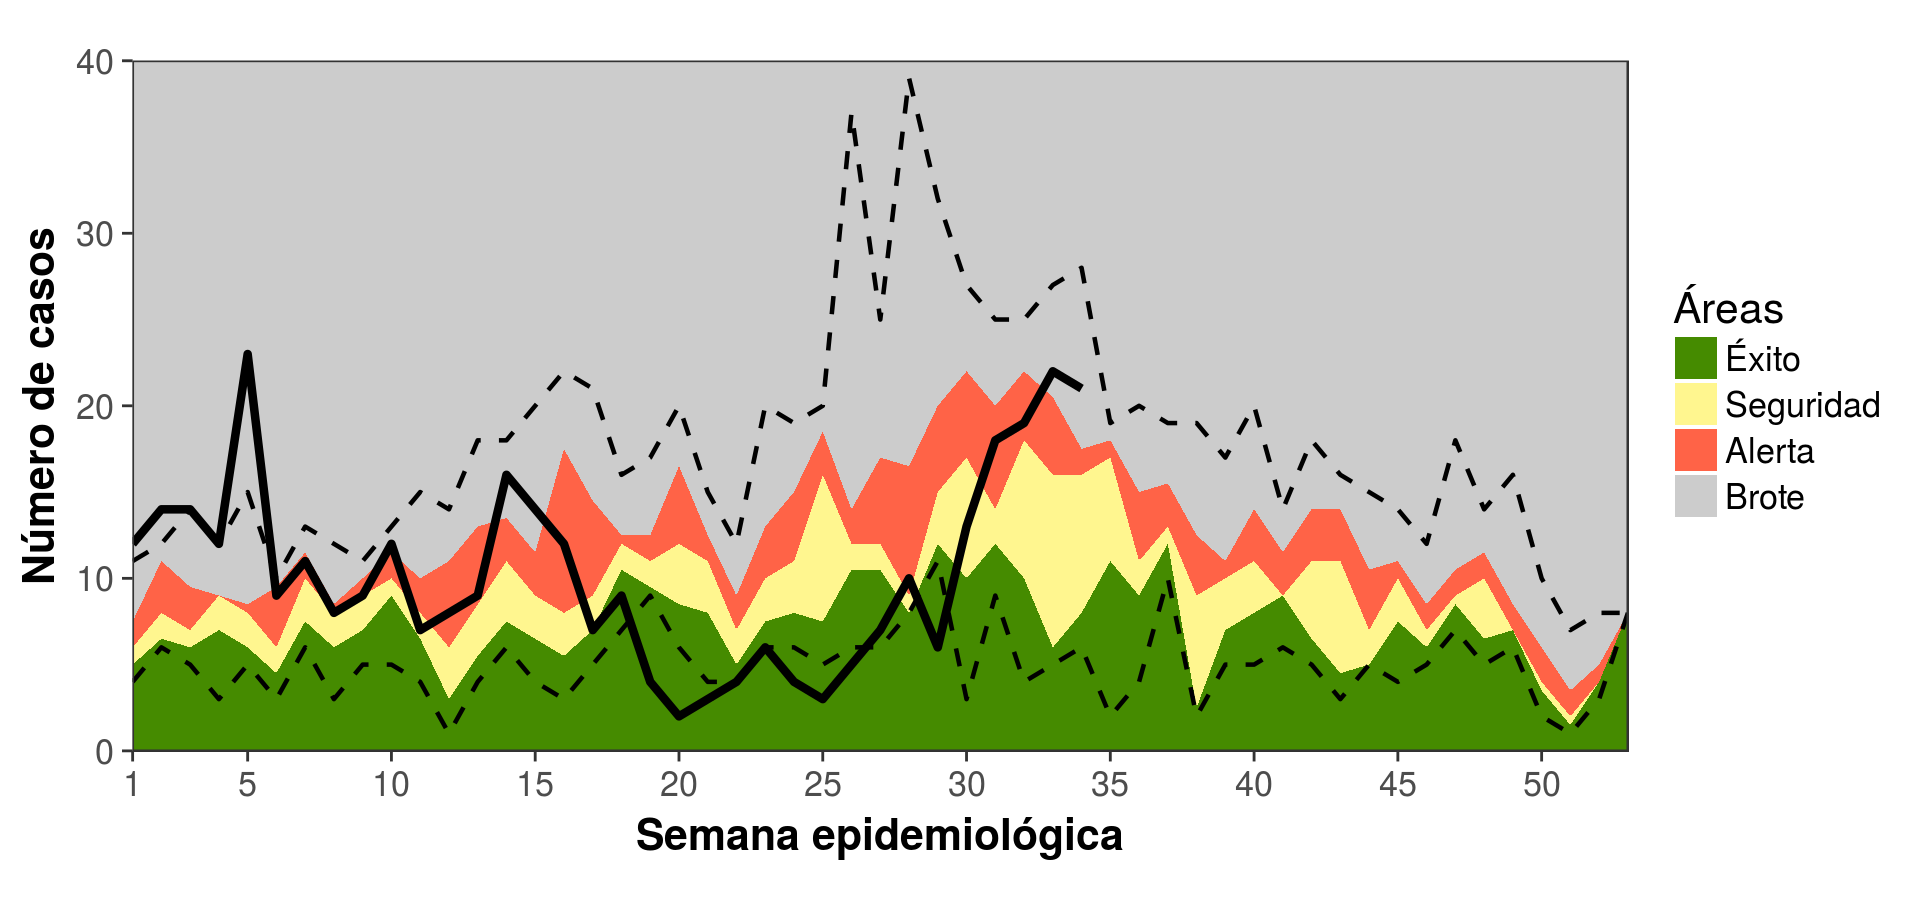 40
30
20
10
0
Número de casos
1 5 10 15 20 25 30 35 40 45 50
Semana epidemiológica
Áreas
Éxito
Seguridad
Alerta
Brote